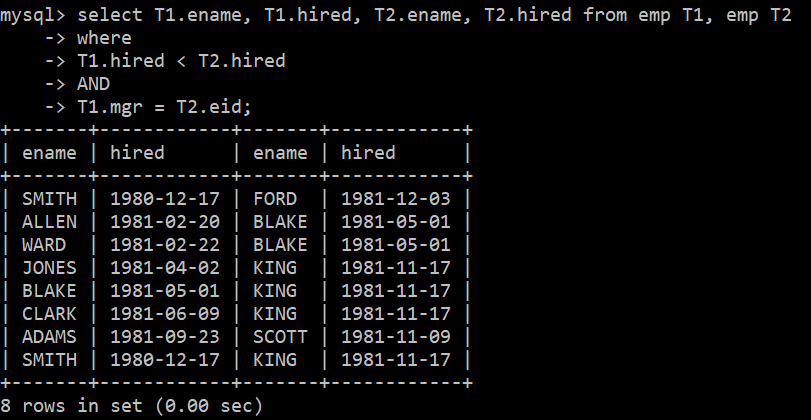 mysql> select T1.ename, T1.hired, T2.ename, T2.hired from emp T1, emp T2
    -> where
    -> T1.hired < T2.hired
    -> AND
    -> T1.mgr = T2.eid;
+-------+------------+-------+------------+
| ename | hired      | ename | hired      |
+-------+------------+-------+------------+
| SMITH | 1980-12-17 | FORD  | 1981-12-03 |
| ALLEN | 1981-02-20 | BLAKE | 1981-05-01 |
| WARD  | 1981-02-22 | BLAKE | 1981-05-01 |
| JONES | 1981-04-02 | KING  | 1981-11-17 |
| BLAKE | 1981-05-01 | KING  | 1981-11-17 |
| CLARK | 1981-06-09 | KING  | 1981-11-17 |
| ADAMS | 1981-09-23 | SCOTT | 1981-11-09 |
| SMITH | 1980-12-17 | KING  | 1981-11-17 |
+-------+------------+-------+------------+
8 rows in set (0.00 sec)